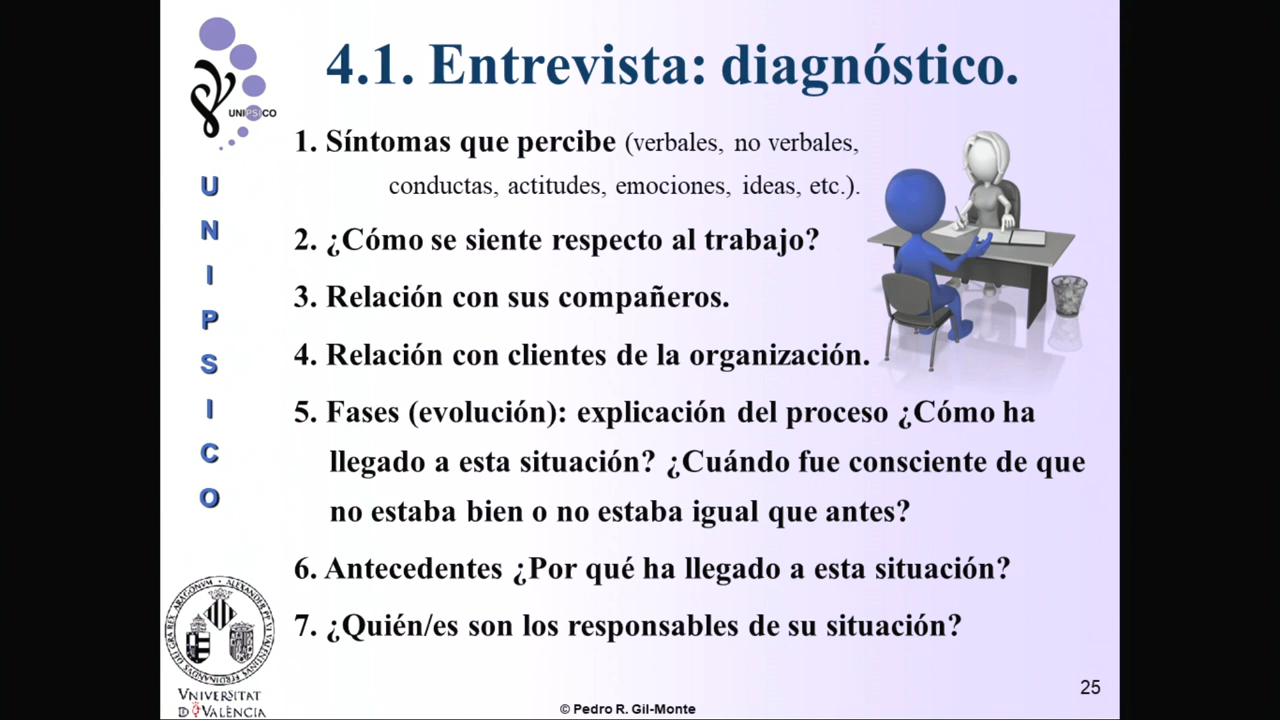 4.1. Entrevista: diagnóstico.
UNIPSICO
1. Síntomas que percibe (verbales, no verbales,
conductas, actitudes, emociones, ideas, etc.).
2. ¿Cómo se siente respecto al trabajo?
3. Relación con sus compañeros.
4. Relación con clientes de la organización.
5. Fases (evolución): explicación del proceso ¿Cómo ha
llegado a esta situación? ¿Cuándo fue consciente de que
no estaba bien o no estaba igual que antes?
6. Antecedentes ¿Por qué ha llegado a esta situación?
7. ¿Quién/es son los responsables de su situación?
U
N
I
P
S
I
C
O
VNIVERSITAT
D VALÈNCIA
© Pedro R. Gil-Monte
25